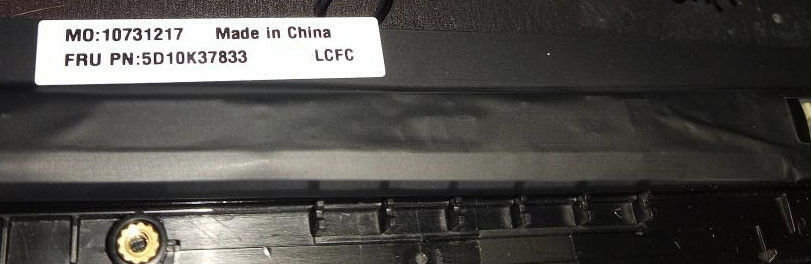 MO:10731217 Made in China
FRU PN:5D10K37833 LCFC